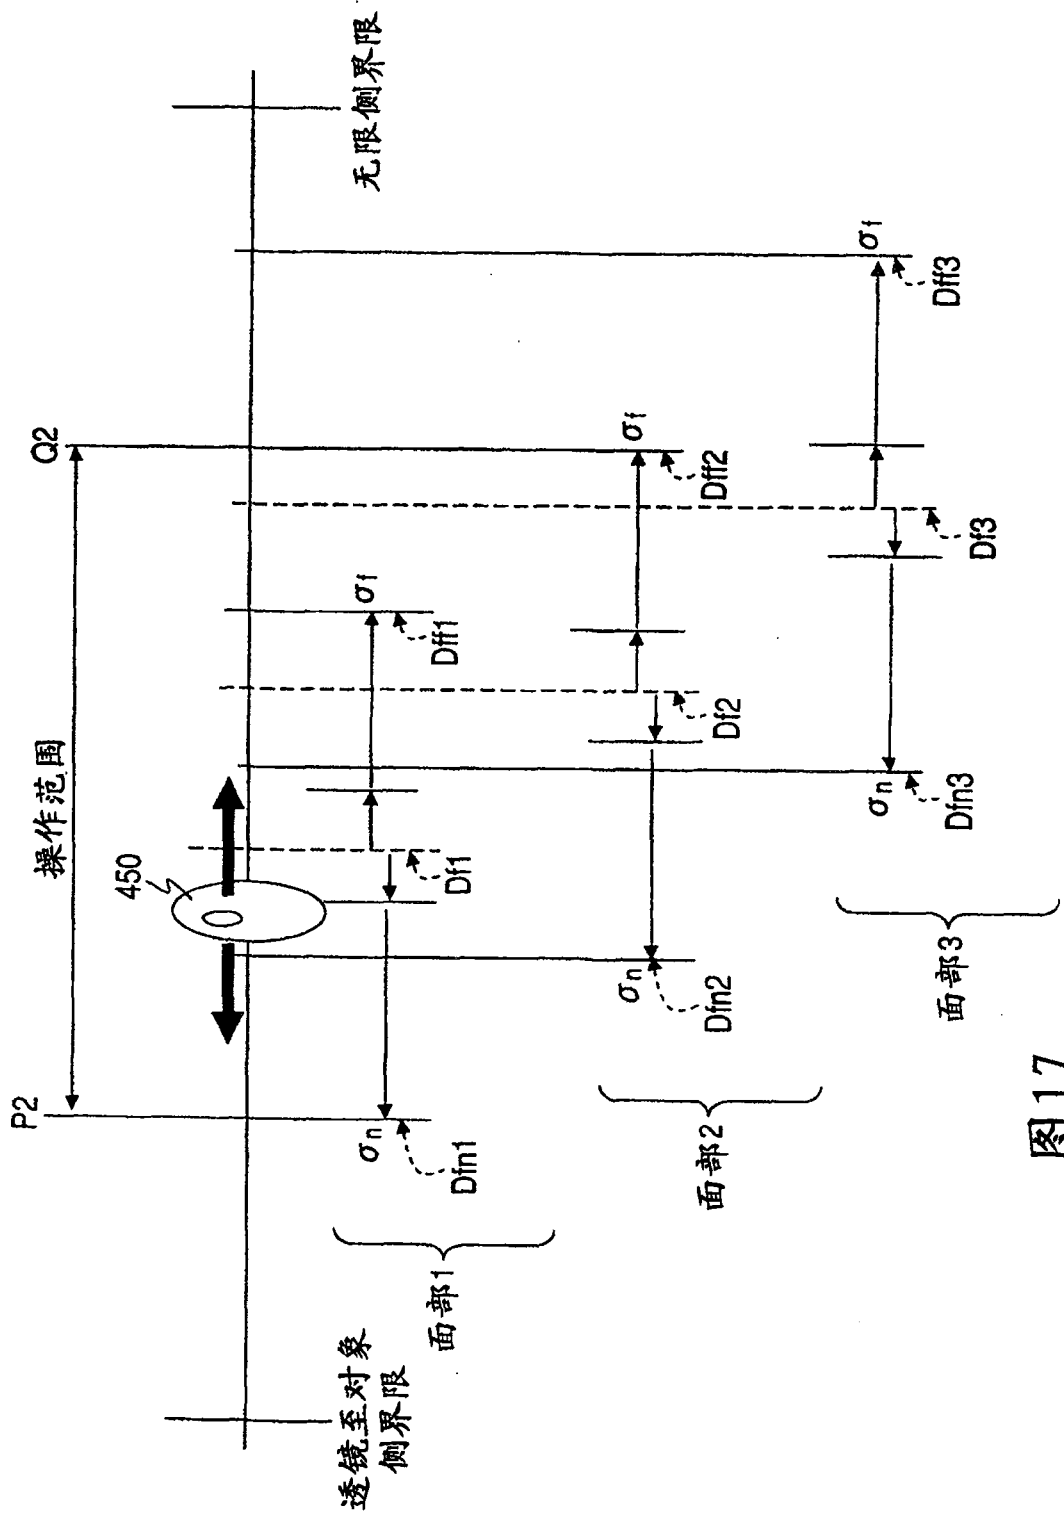 P2
操作范围
Q2
450
透镜至对象
侧界限
无限侧界限
面部1
σn
Dfn1
Df1
σf
Dff1
面部2
σn
Dfn2
Df2
σf
Dff2
面部3
σn
Dfn3
Df3
σf
Dff3
图17